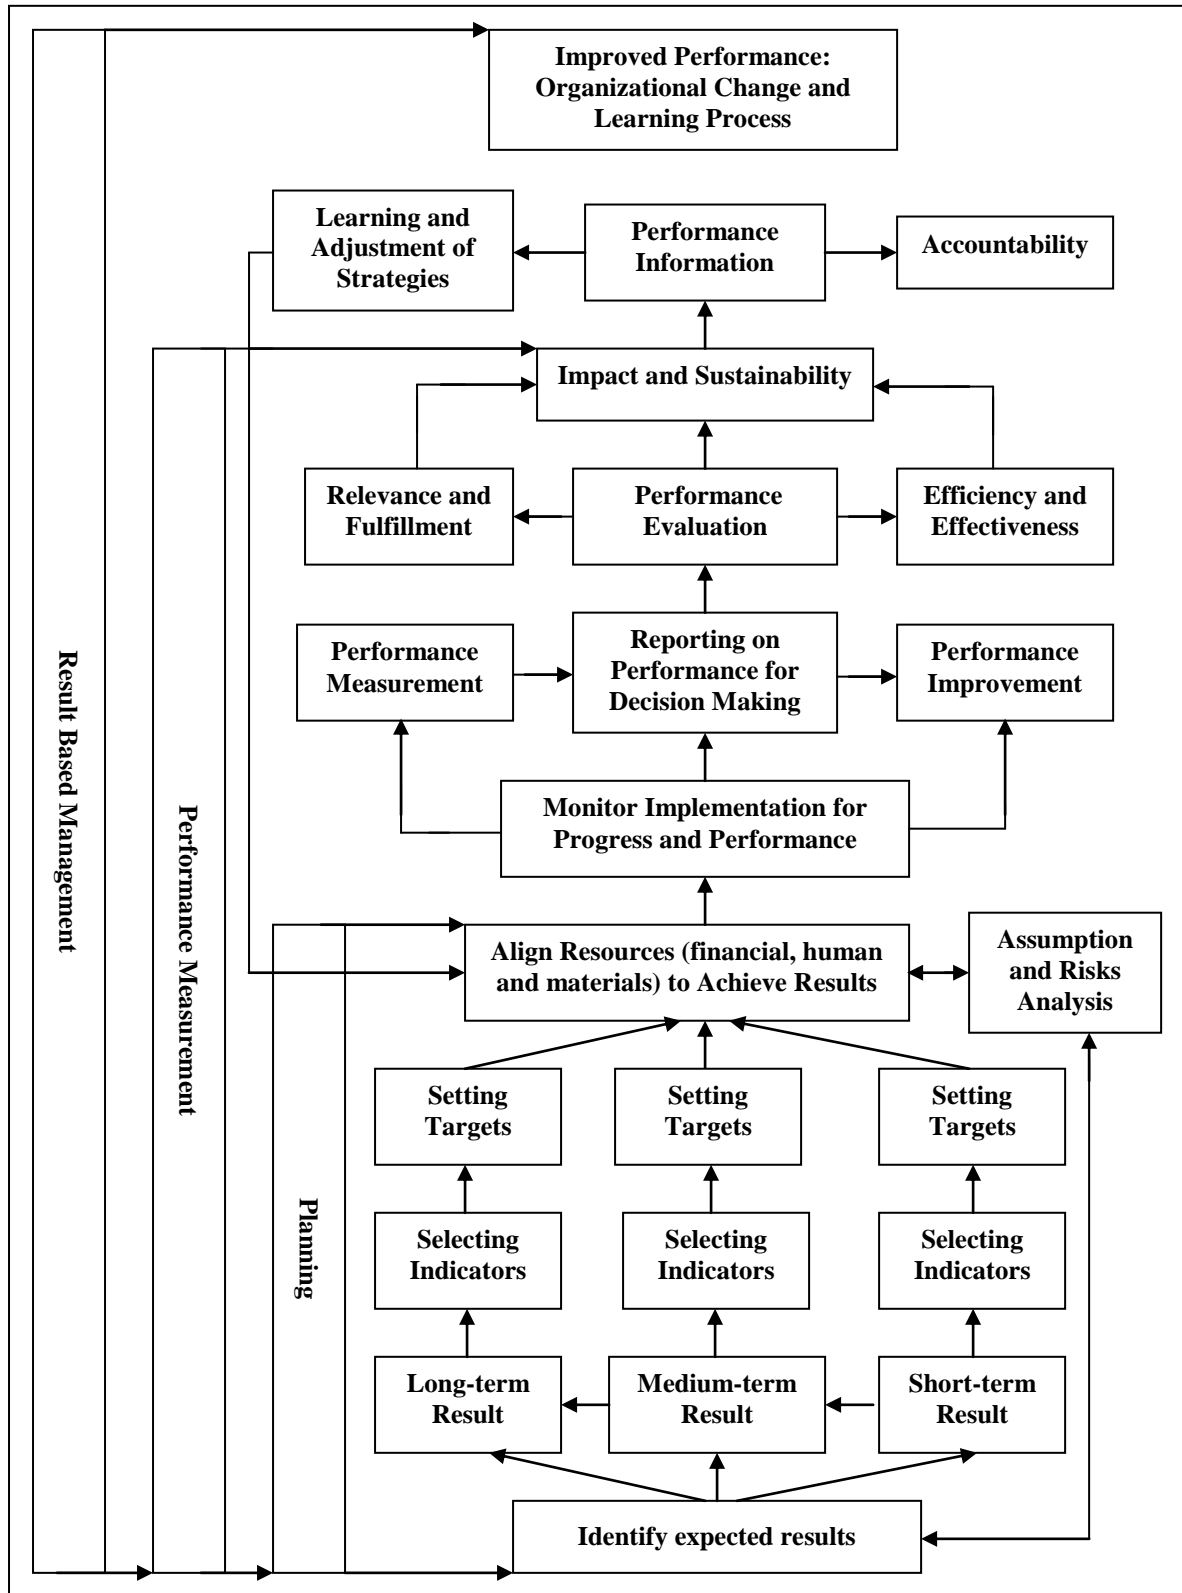 Improved Performance:
Organizational Change and
Learning Process
Learning and
Adjustment of
Strategies
Performance
Information
Accountability
Impact and Sustainability
Relevance and
Fulfillment
Performance
Evaluation
Efficiency and
Effectiveness
Performance
Measurement
Reporting on
Performance for
Decision Making
Performance
Improvement
Monitor Implementation for
Progress and Performance
Align Resources (financial, human
and materials) to Achieve Results
Assumption
and Risks
Analysis
Setting
Targets
Setting
Targets
Setting
Targets
Selecting
Indicators
Selecting
Indicators
Selecting
Indicators
Long-term
Result
Medium-term
Result
Short-term
Result
Identify expected results
Result Based Management
Performance Measurement
Planning